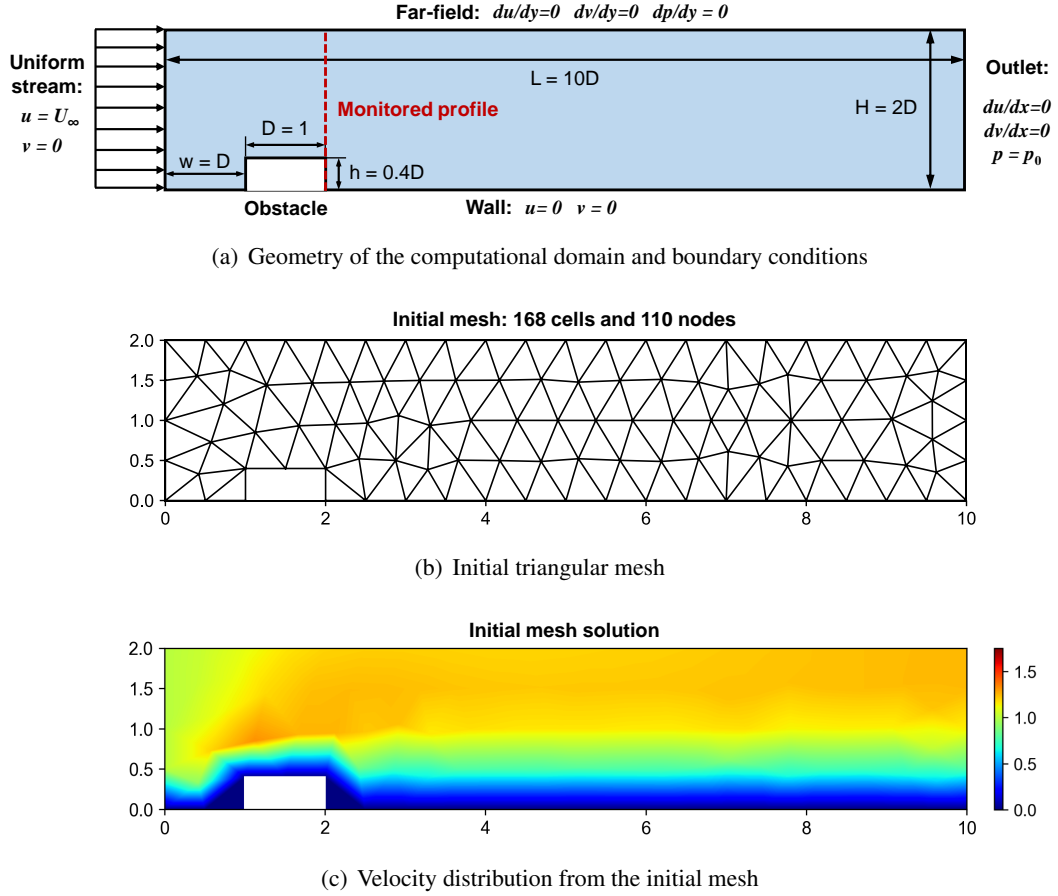 Far-field: du/dy=0 dv/dy=0 dp/dy = 0
Uniform
stream:
u = U∞
v = 0
L = 10D
Outlet:
du/dx=0
dv/dx=0
p = p₀
Monitored profile
H = 2D
D = 1
w = D
h = 0.4D
Obstacle
Wall: u= 0 v = 0
(a) Geometry of the computational domain and boundary conditions
Initial mesh: 168 cells and 110 nodes
2.0
1.5
1.0
0.5
0.0
0 2 4 6 8 10
(b) Initial triangular mesh
Initial mesh solution
2.0
1.5
1.0
0.5
0.0
0 2 4 6 8 10
1.5
1.0
0.5
0.0
(c) Velocity distribution from the initial mesh